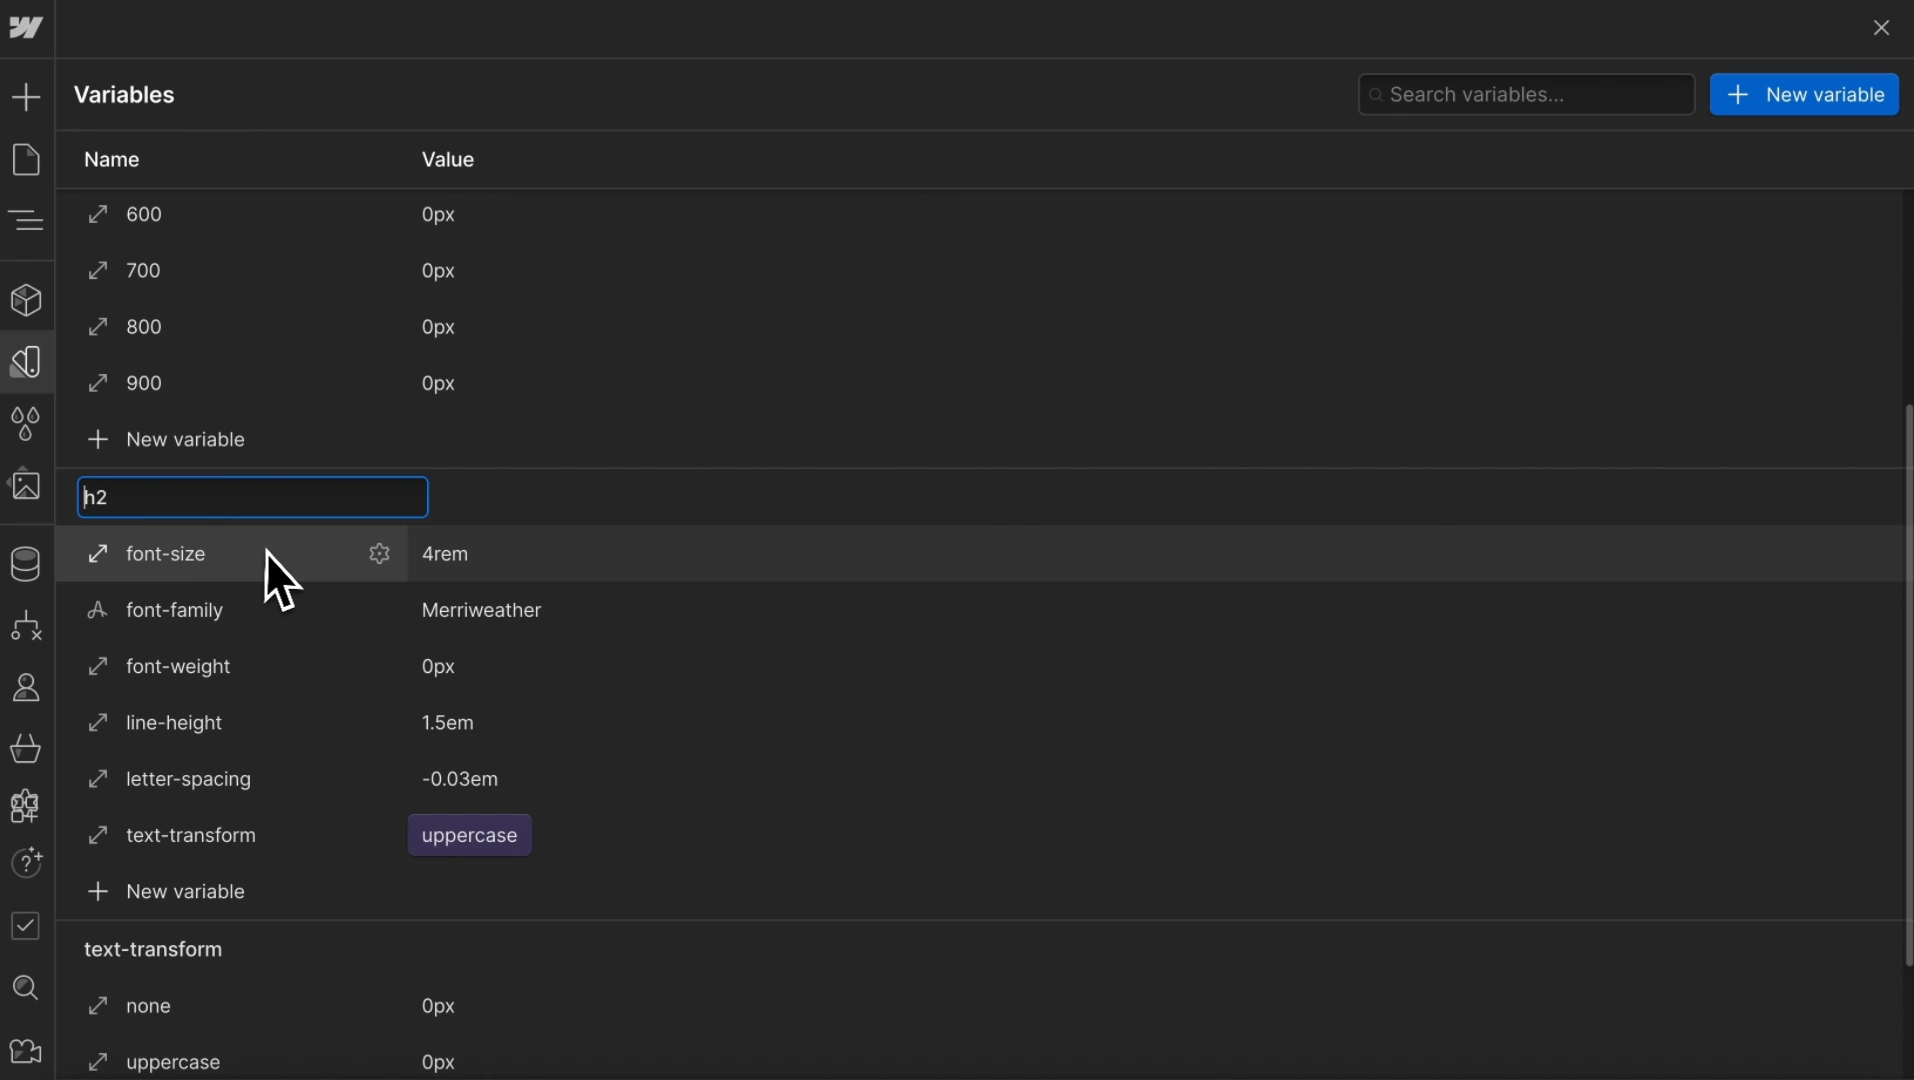 Variables
Search variables...
New variable
Name Value
600 0px
700 0px
800 0px
900 0px
New variable
h2
font-size 4rem
font-family Merriweather
font-weight 0px
line-height 1.5em
letter-spacing -0.03em
text-transform uppercase
New variable
text-transform
none 0px
uppercase 0px